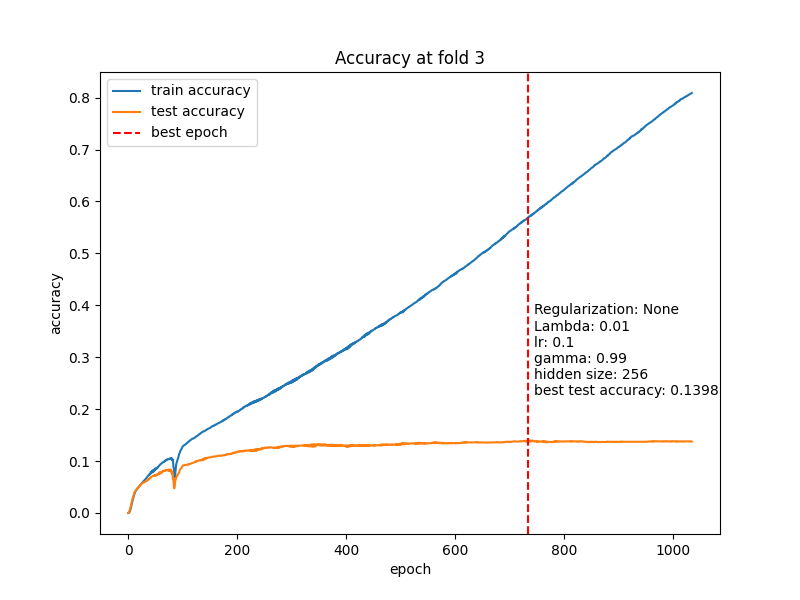 Accuracy at fold 3
train accuracy
test accuracy
best epoch
0.8
0.7
0.6
0.5
0.4
0.3
0.2
0.1
0.0
accuracy
Regularization: None
Lambda: 0.01
lr: 0.1
gamma: 0.99
hidden size: 256
best test accuracy: 0.1398
0 200 400 600 800 1000
epoch